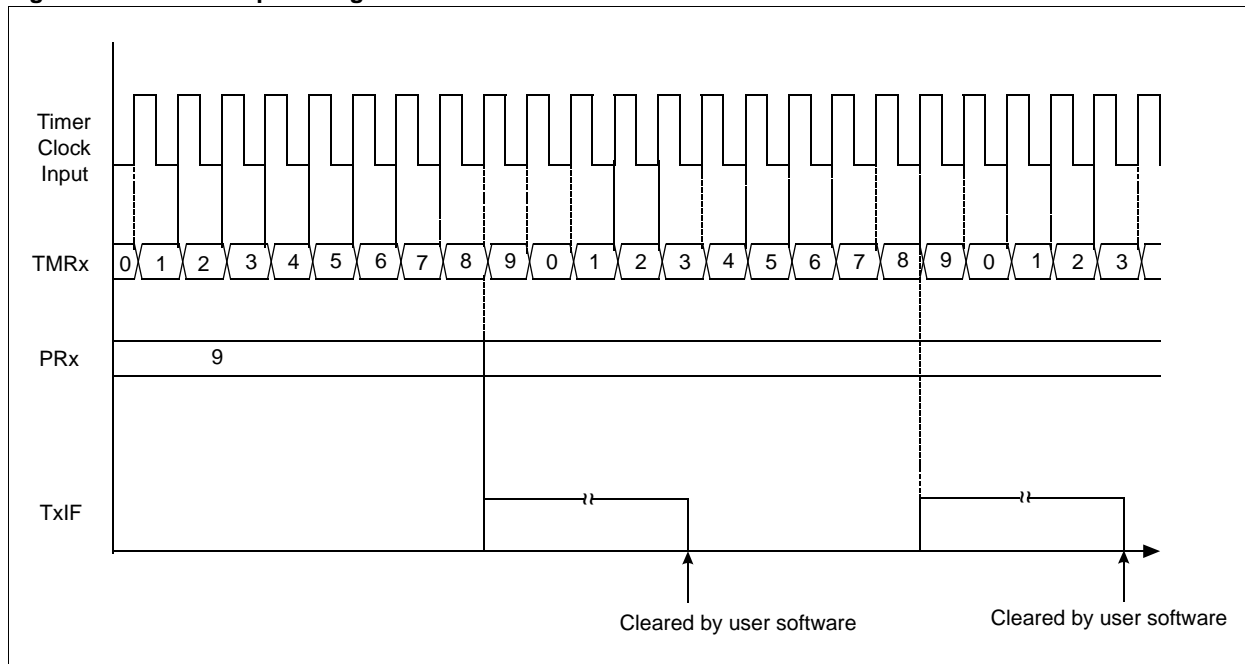 Timer
Clock
Input
TMRx
0 1 2 3 4 5 6 7 8 9 0 1 2 3 4 5 6 7 8 9 0 1 2 3
PRx
9
TxIF
Cleared by user software
Cleared by user software